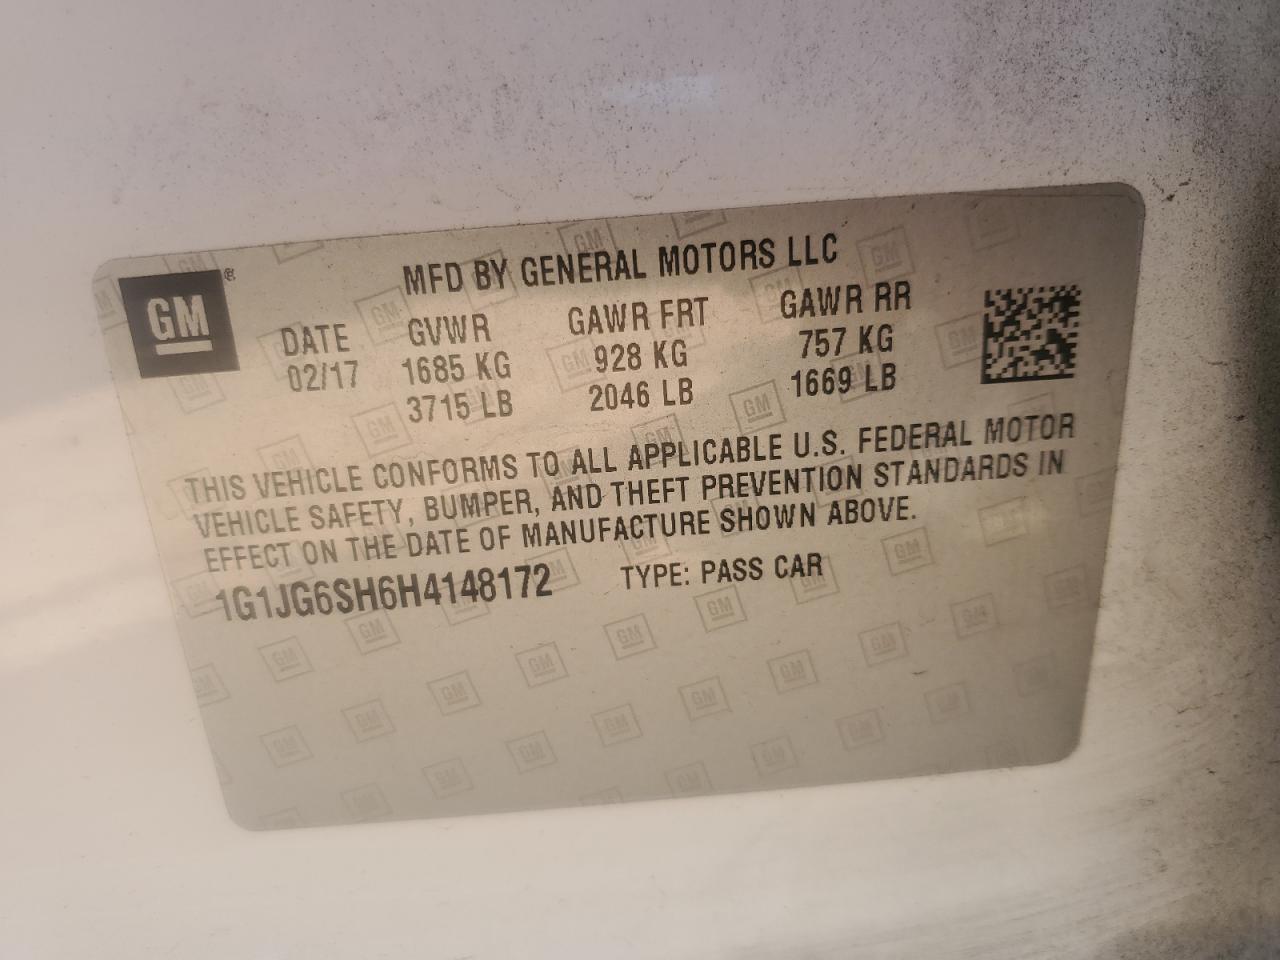 GM ®
MFD BY GENERAL MOTORS LLC
DATE GVWR GAWR FRT GAWR RR
02/17 1685 KG 928 KG 757 KG
3715 LB 2046 LB 1669 LB
THIS VEHICLE CONFORMS TO ALL APPLICABLE U.S. FEDERAL MOTOR
VEHICLE SAFETY, BUMPER, AND THEFT PREVENTION STANDARDS IN
EFFECT ON THE DATE OF MANUFACTURE SHOWN ABOVE.
1G1JG6SH6H4148172 TYPE: PASS CAR